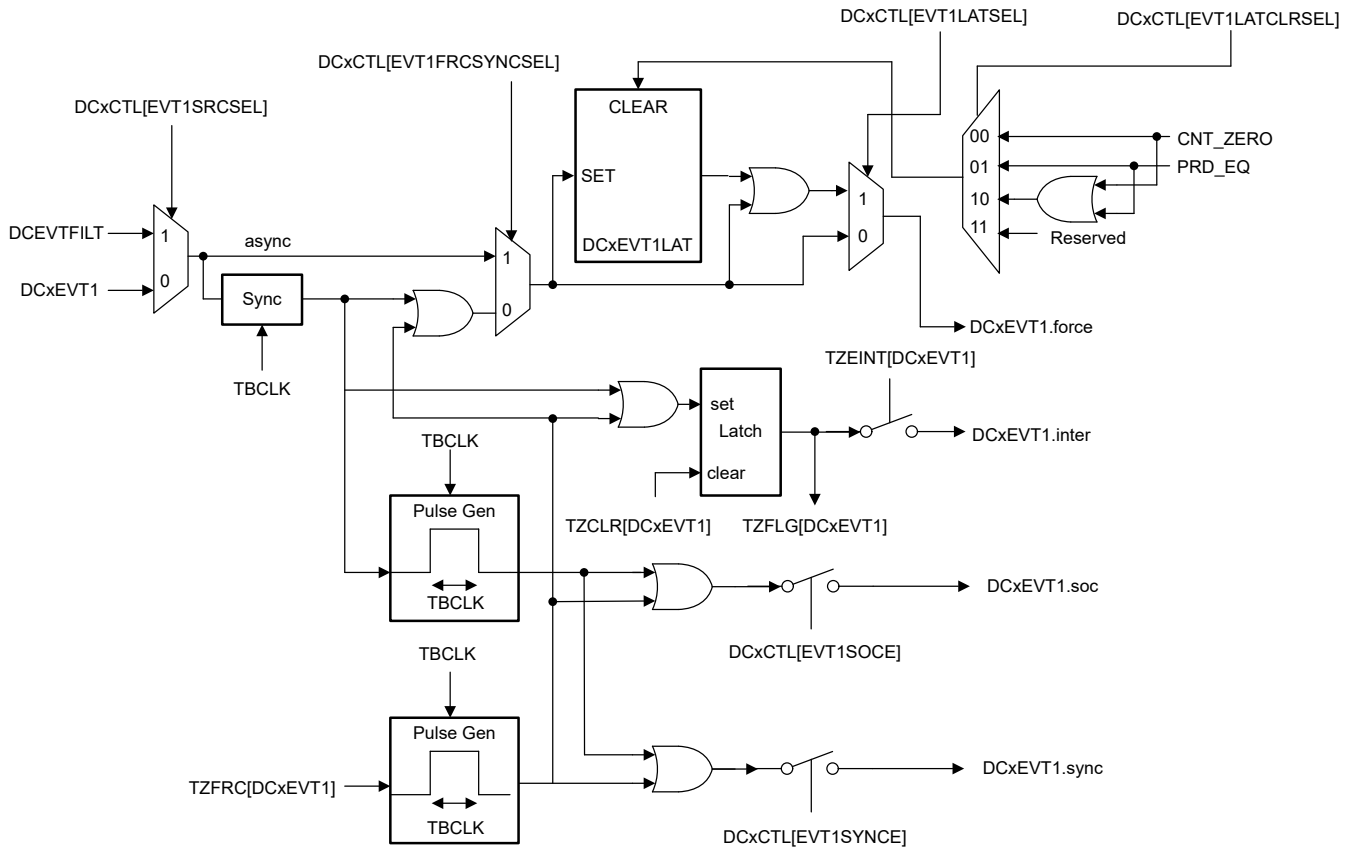 DCxCTL[EVT1LATSEL]
DCxCTL[EVT1LATCLRSEL]
DCxCTL[EVT1FRCSYNCSEL]
DCxCTL[EVT1SRCSEL]
CLEAR
SET
DCxEVT1LAT
00
01
10
11
CNT_ZERO
PRD_EQ
Reserved
1
0
DCEVTFILT
DCxEVT1
1
0
async
1
0
Sync
TBCLK
DCxEVT1.force
TZEINT[DCxEVT1]
set
Latch
clear
DCxEVT1.inter
TZCLR[DCxEVT1]
TZFLG[DCxEVT1]
TBCLK
Pulse Gen
TBCLK
DCxEVT1.soc
DCxCTL[EVT1SOCE]
TBCLK
Pulse Gen
TBCLK
TZFRC[DCxEVT1]
DCxEVT1.sync
DCxCTL[EVT1SYNCE]